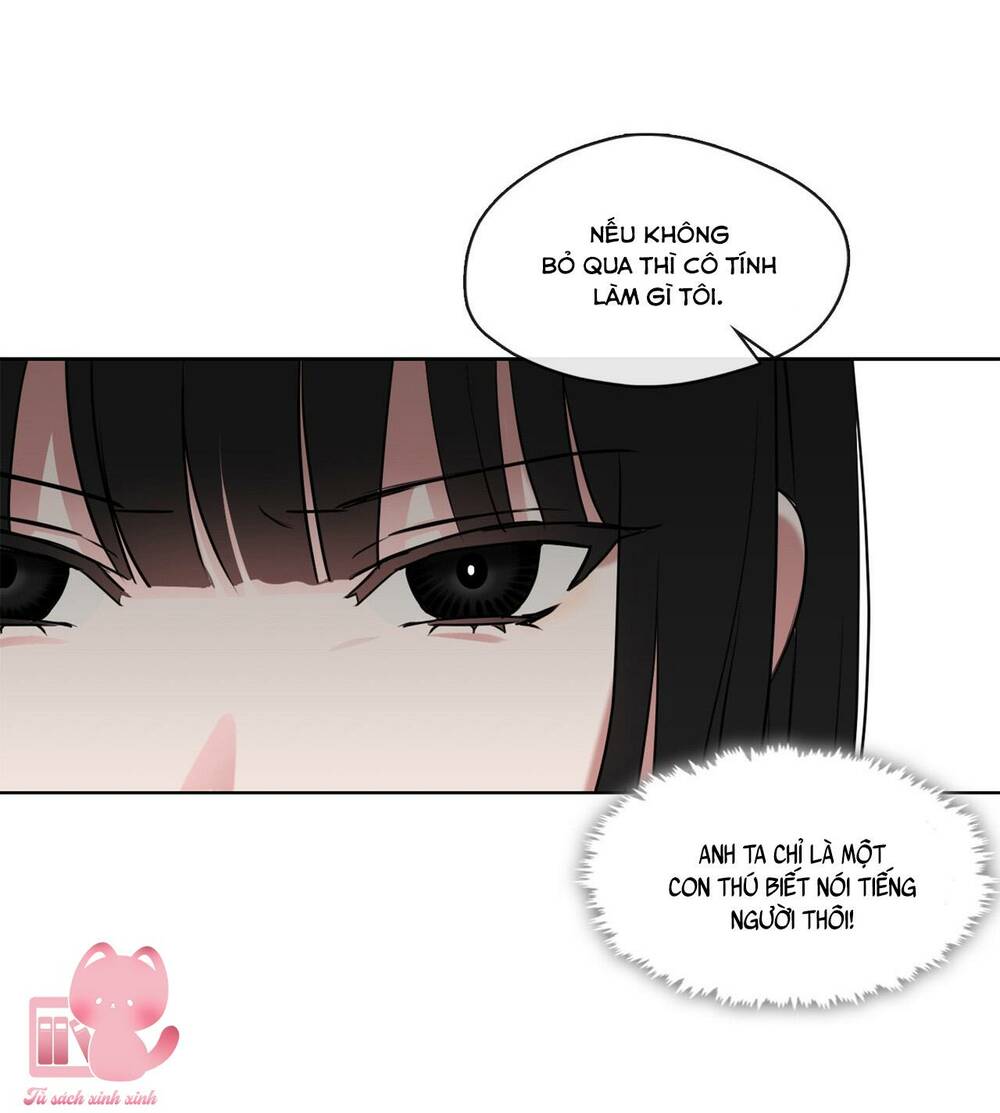 NẾU KHÔNG
BỎ QUA THÌ CÔ TÍNH
LÀM GÌ TÔI.
ANH TA CHỈ LÀ MỘT
CON THÚ BIẾT NÓI TIẾNG
NGƯỜI THÔI!
Tủ sách xinh xinh